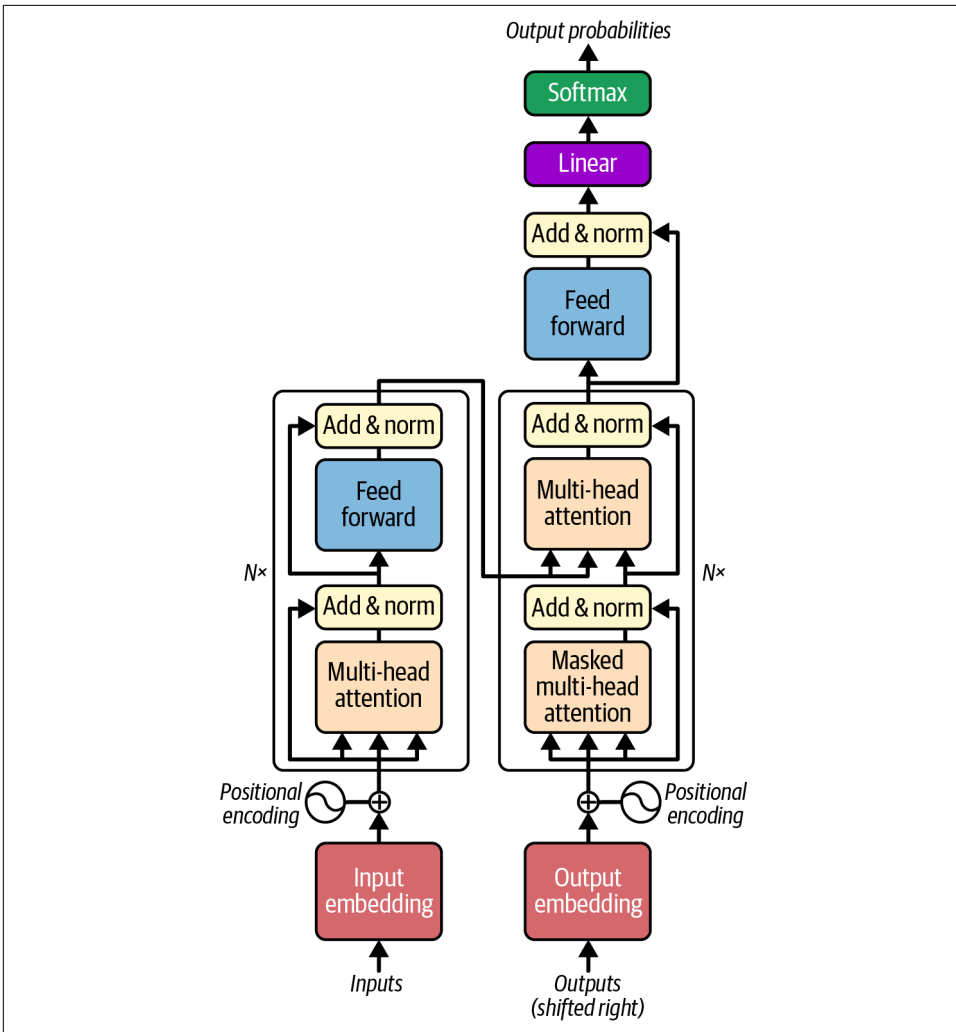 Output probabilities
Softmax
Linear
Add & norm
Feed
forward
Add & norm
Feed
forward
N×
Add & norm
Multi-head
attention
Positional
encoding
Input
embedding
Inputs
Add & norm
Multi-head
attention
N×
Add & norm
Masked
multi-head
attention
Positional
encoding
Output
embedding
Outputs
(shifted right)